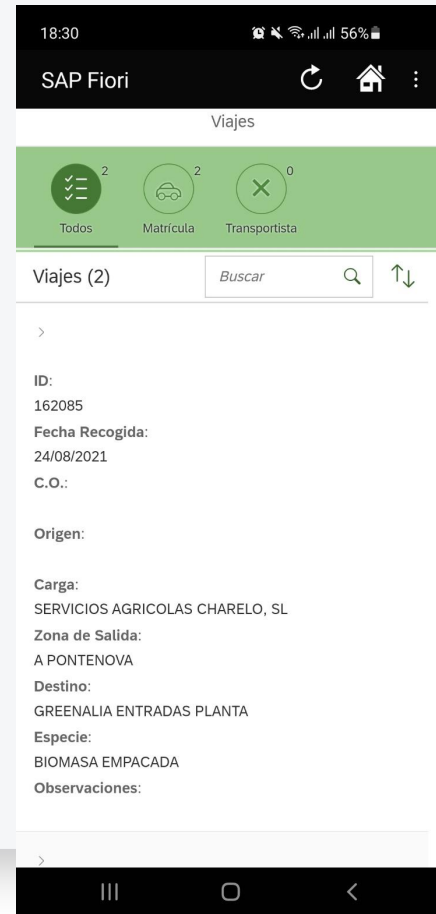 18:30 56%
SAP Fiori
Viajes
2 2 0
Todos Matrícula Transportista
Viajes (2) Buscar
ID:
162085
Fecha Recogida:
24/08/2021
C.O.:
Origen:
Carga:
SERVICIOS AGRICOLAS CHARELO, SL
Zona de Salida:
A PONTENOVA
Destino:
GREENALIA ENTRADAS PLANTA
Especie:
BIOMASA EMPACADA
Observaciones: